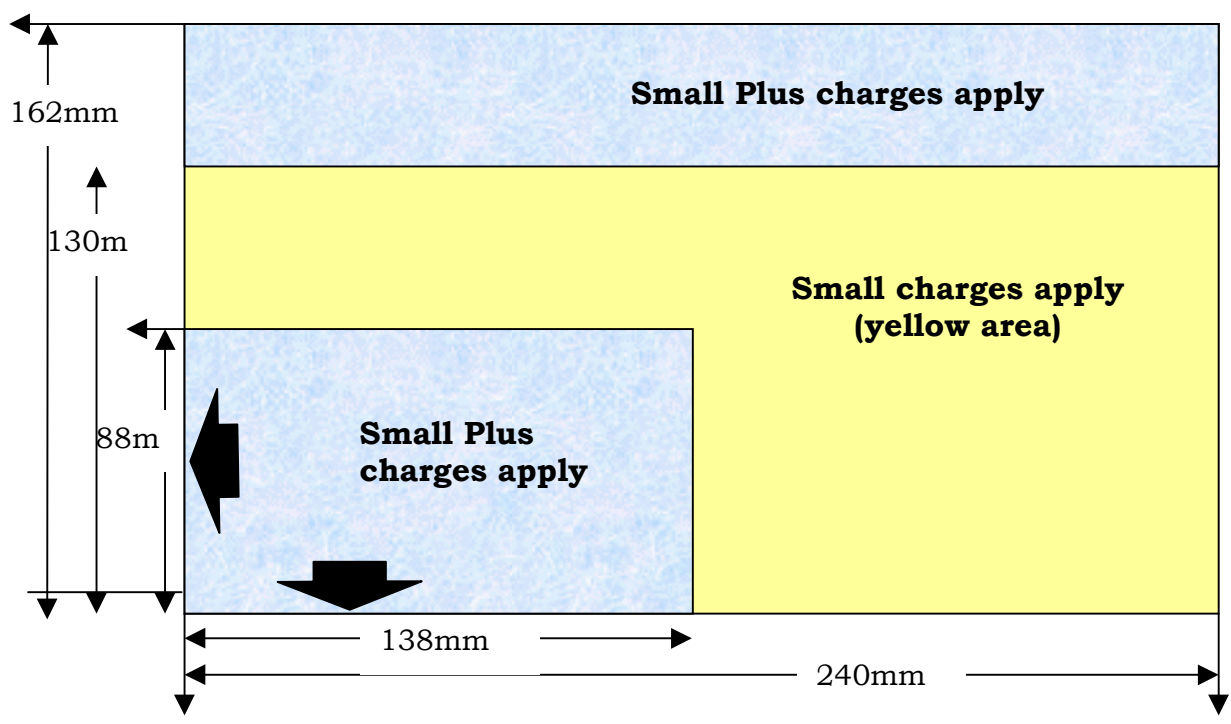 Small Plus charges apply
162mm
130m
Small charges apply
(yellow area)
88m
Small Plus
charges apply
138mm
240mm